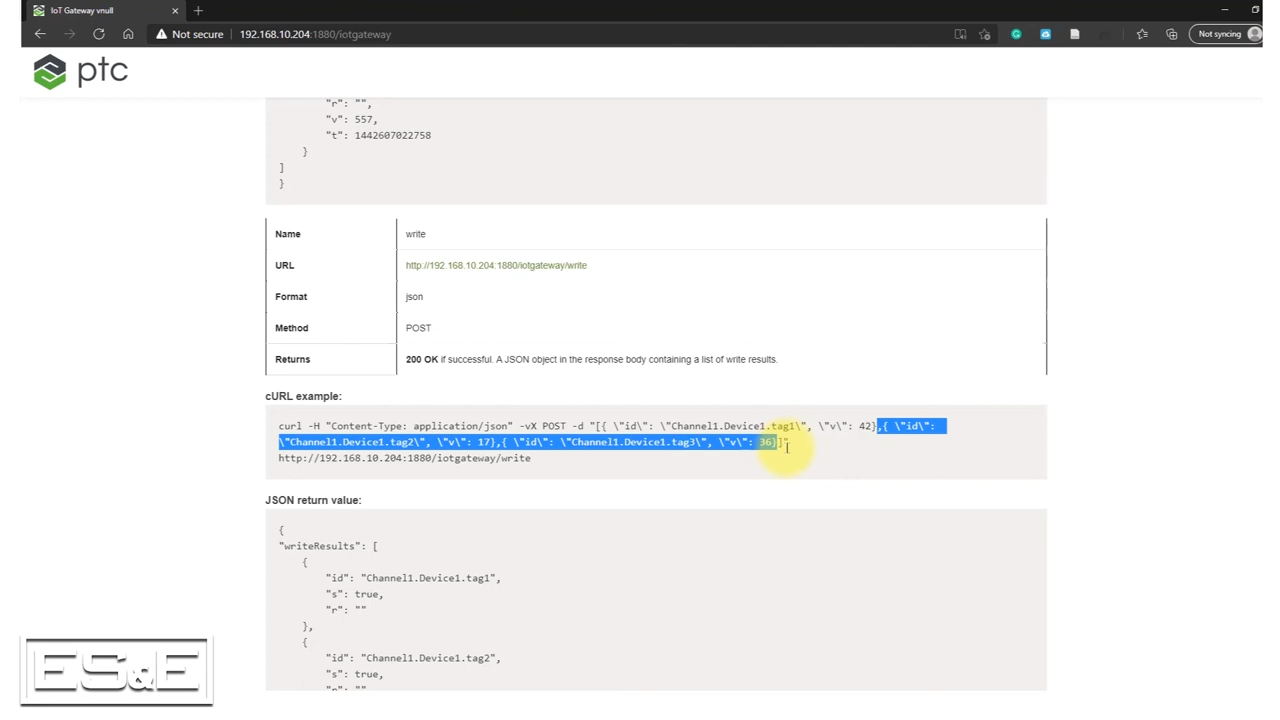 IoT Gateway vnull
Not secure
192.168.10.204:1880/iotgateway
Not syncing
ptc
"r": "",
"v": 557,
"t": 1442607022758
}
]
}
Name write
URL http://192.168.10.204:1880/iotgateway/write
Format json
Method POST
Returns 200 OK if successful. A JSON object in the response body containing a list of write results.
cURL example:
curl -H "Content-Type: application/json" -vX POST -d "[{ \"id\": \"Channel1.Device1.tag1\", \"v\": 42},{ \"id\":
\"Channel1.Device1.tag2\", \"v\": 17},{ \"id\": \"Channel1.Device1.tag3\", \"v\": 36}]"
http://192.168.10.204:1880/iotgateway/write
JSON return value:
{
"writeResults": [
{
"id": "Channel1.Device1.tag1",
"s": true,
"r": ""
},
{
"id": "Channel1.Device1.tag2",
"s": true,
"r": ""
ES&E